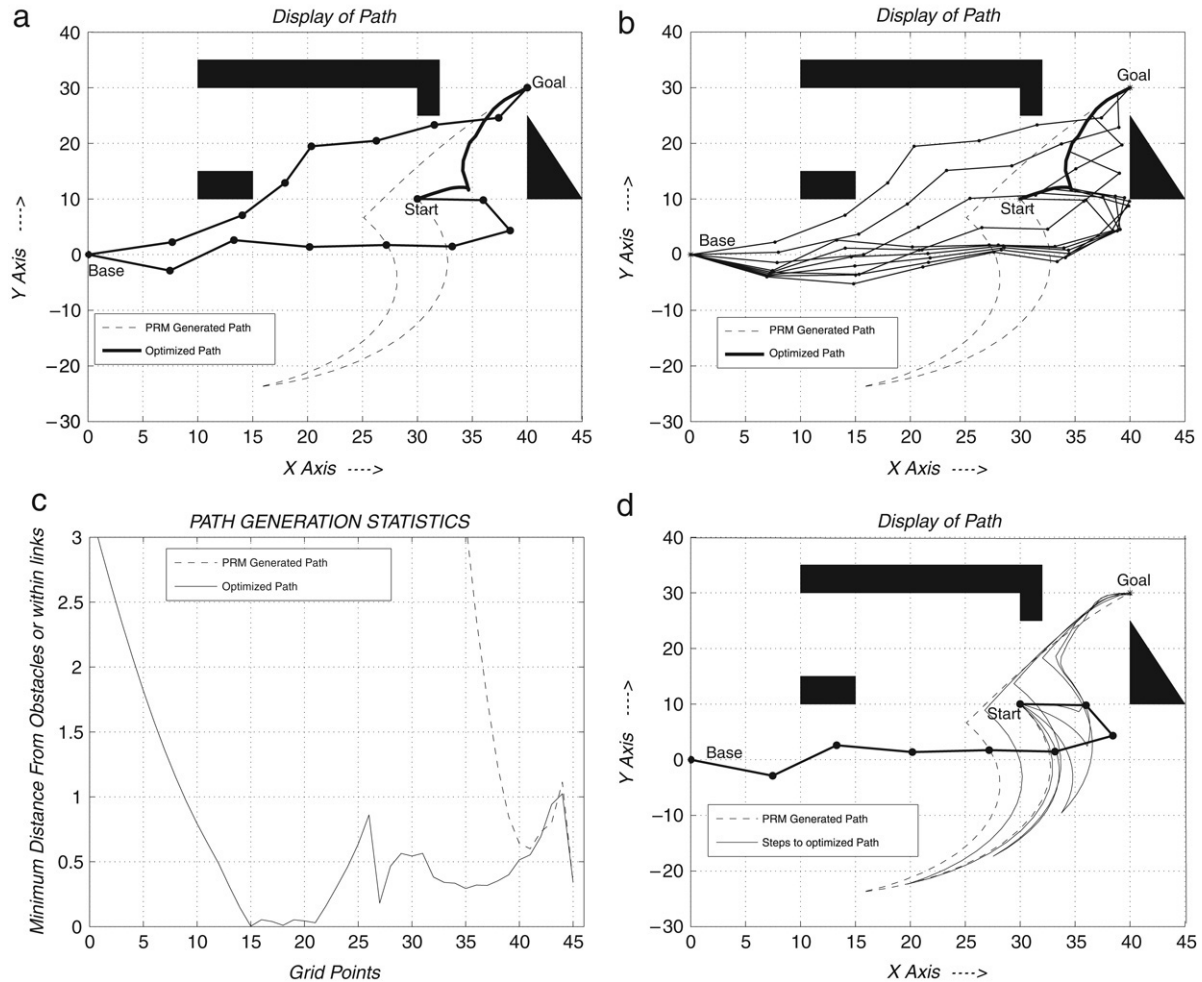 a
Display of Path
40
30
20
10
0
−10
−20
−30
Y Axis ---->
Goal
Start
Base
PRM Generated Path
Optimized Path
0 5 10 15 20 25 30 35 40 45
X Axis ---->
b
Display of Path
40
30
20
10
0
−10
−20
−30
Y Axis ---->
Goal
Start
Base
PRM Generated Path
Optimized Path
0 5 10 15 20 25 30 35 40 45
X Axis ---->
c
PATH GENERATION STATISTICS
3
2.5
2
1.5
1
0.5
0
Minimum Distance From Obstacles or within links
PRM Generated Path
Optimized Path
0 5 10 15 20 25 30 35 40 45
Grid Points
d
Display of Path
40
30
20
10
0
−10
−20
−30
Y Axis ---->
Goal
Start
Base
PRM Generated Path
Steps to optimized Path
0 5 10 15 20 25 30 35 40 45
X Axis ---->